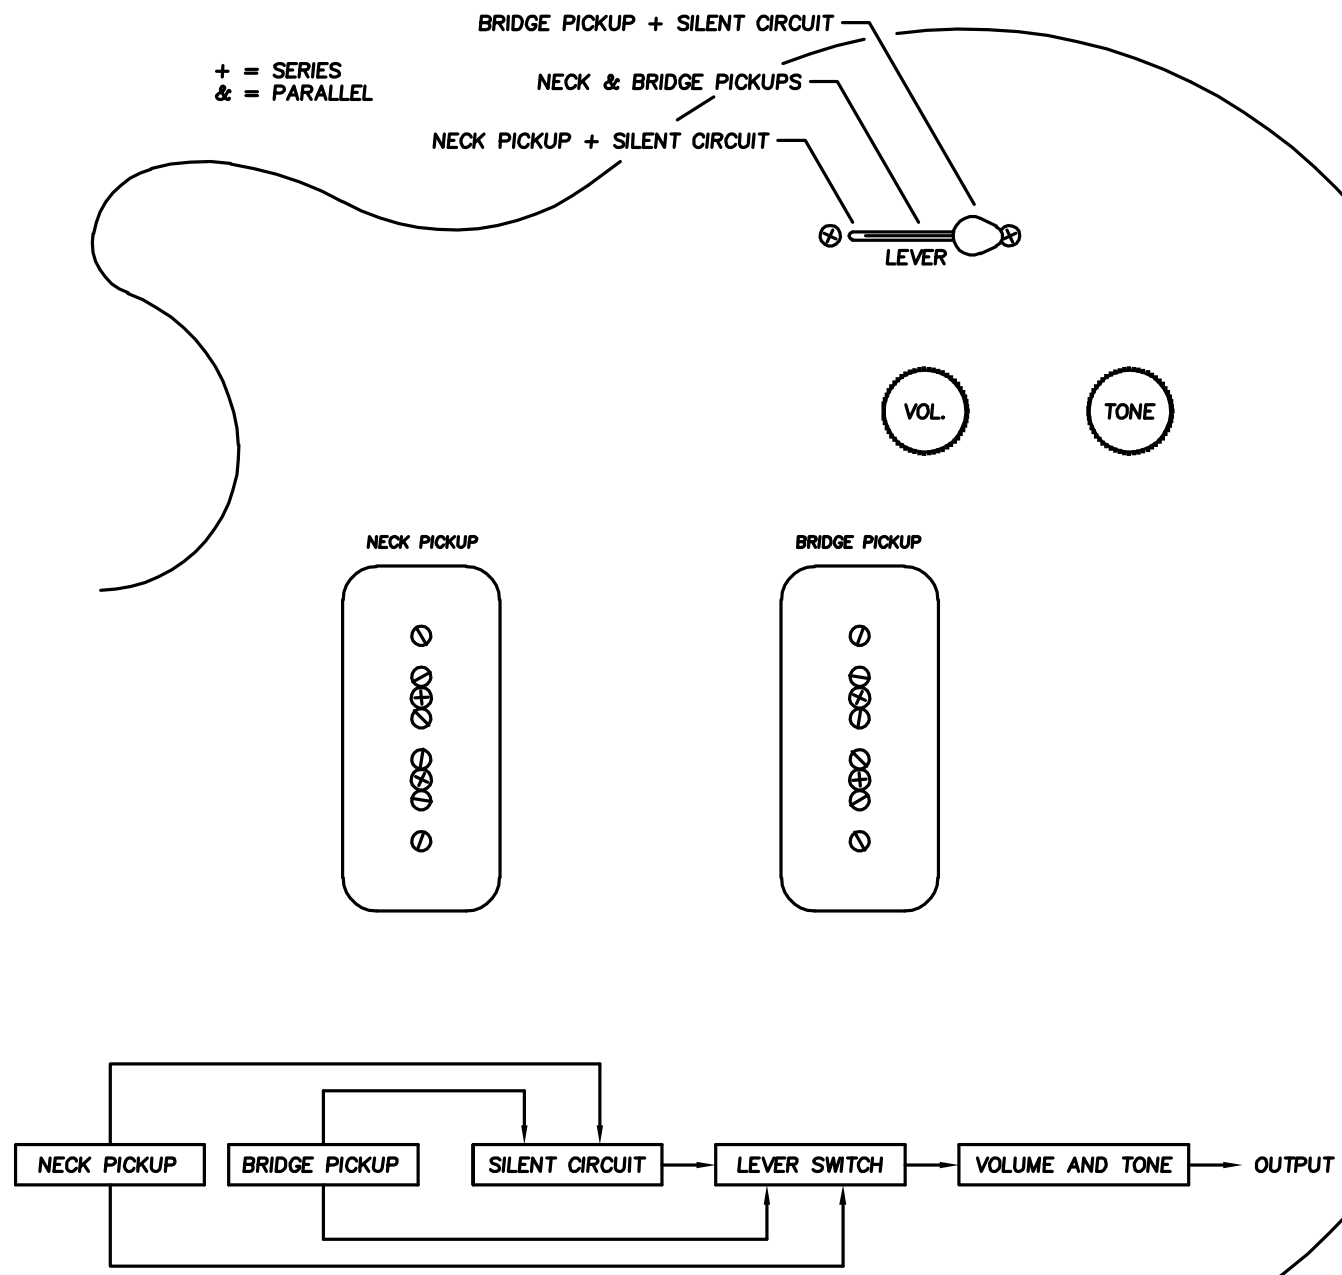 BRIDGE PICKUP + SILENT CIRCUIT
+ = SERIES
& = PARALLEL
NECK & BRIDGE PICKUPS
NECK PICKUP + SILENT CIRCUIT
LEVER
VOL.
TONE
NECK PICKUP
BRIDGE PICKUP
NECK PICKUP
BRIDGE PICKUP
SILENT CIRCUIT
LEVER SWITCH
VOLUME AND TONE
OUTPUT